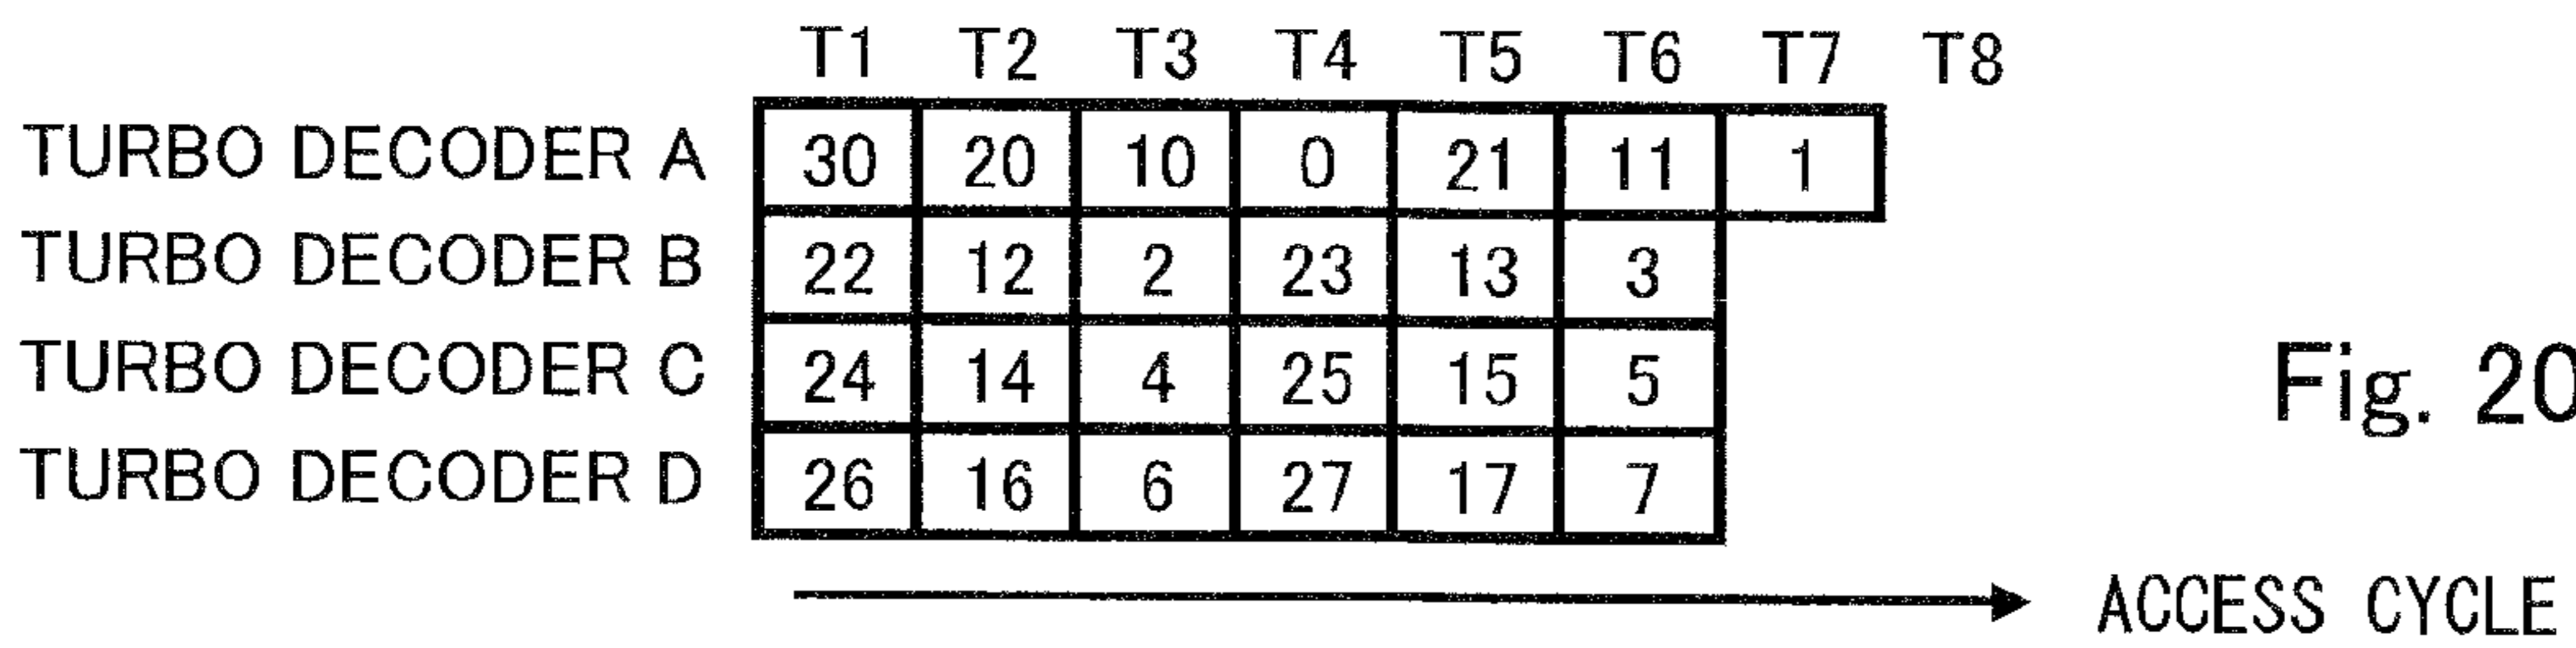 T1 T2 T3 T4 T5 T6 T7 T8
TURBO DECODER A 30 20 10 0 21 11 1
TURBO DECODER B 22 12 2 23 13 3
TURBO DECODER C 24 14 4 25 15 5
TURBO DECODER D 26 16 6 27 17 7
Fig. 20
ACCESS CYCLE